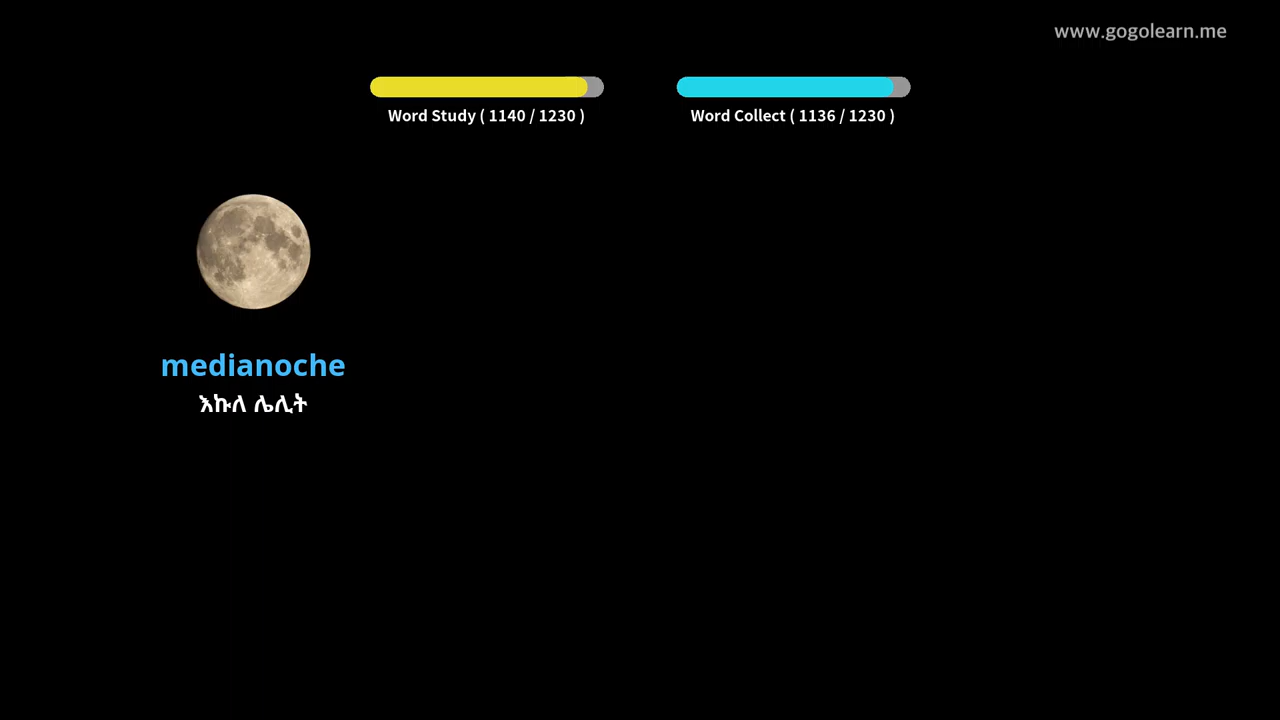 www.gogolearn.me
Word Study ( 1140 / 1230 )
Word Collect ( 1136 / 1230 )
medianoche
እኩለ ሌሊት